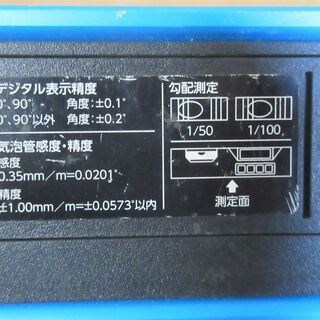 デジタル表示精度
0°、90° 角度:±0.1°
0°、90°以外 角度:±0.2°
気泡管感度・精度
感度
0.35mm/m=0.0201°
精度
±1.00mm/m=±0.0573°以内
勾配測定
1/50 1/100
測定面